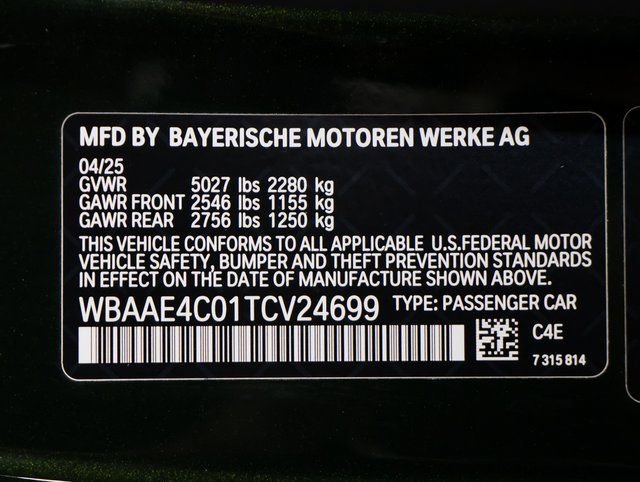 MFD BY BAYERISCHE MOTOREN WERKE AG
04/25
GVWR 5027 lbs 2280 kg
GAWR FRONT 2546 lbs 1155 kg
GAWR REAR 2756 lbs 1250 kg
THIS VEHICLE CONFORMS TO ALL APPLICABLE U.S.FEDERAL MOTOR
VEHICLE SAFETY, BUMPER AND THEFT PREVENTION STANDARDS
IN EFFECT ON THE DATE OF MANUFACTURE SHOWN ABOVE.
WBAAE4C01TCV24699 TYPE: PASSENGER CAR
C4E
7 315 814